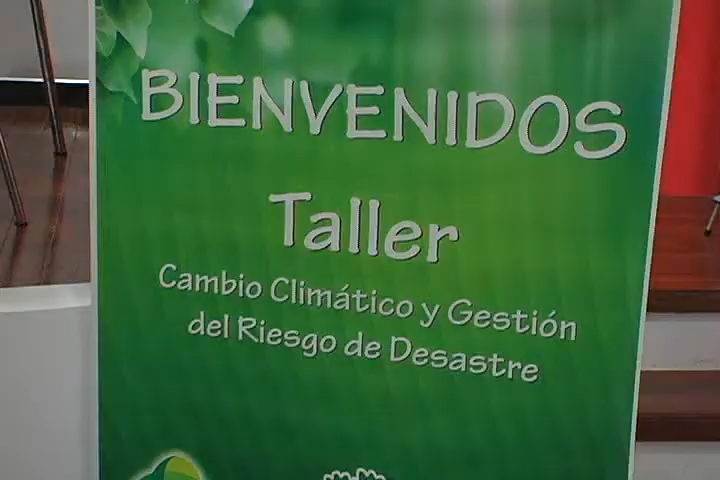 BIENVENIDOS
Taller
Cambio Climático y Gestión
del Riesgo de Desastre